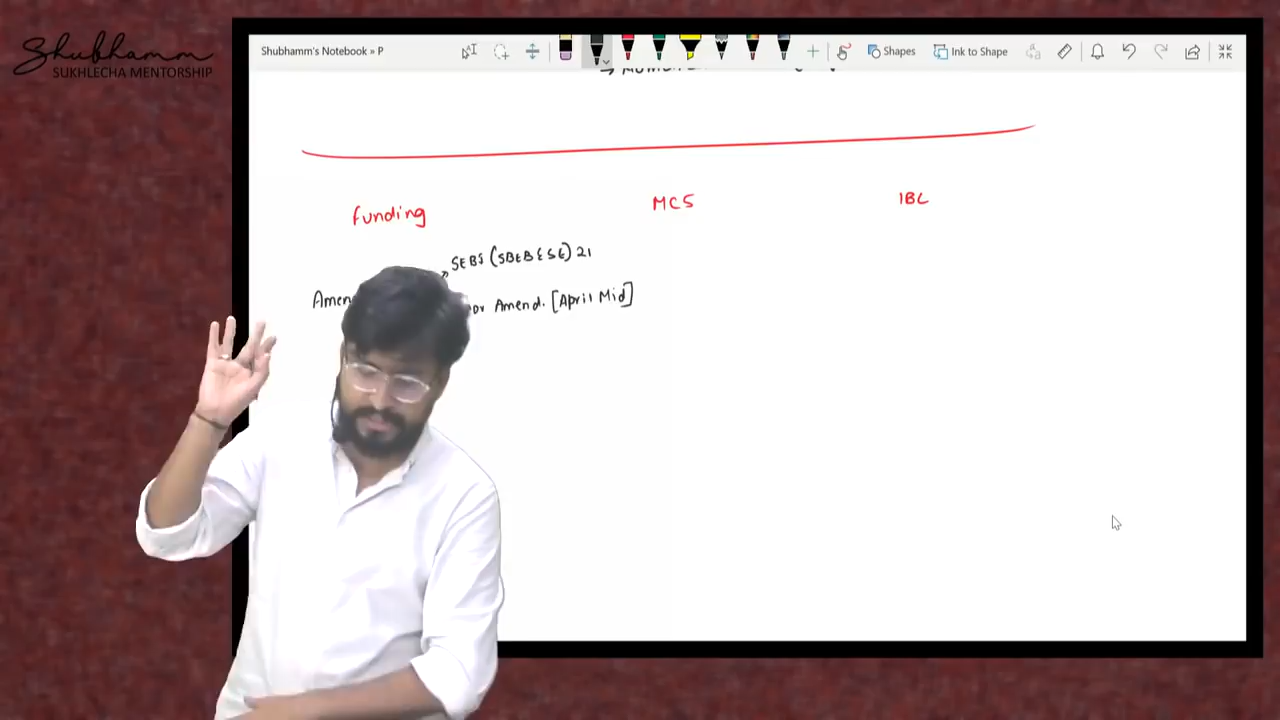 Shubhamm
SUKHLECHA MENTORSHIP
Shubhamm's Notebook » P
Shapes
Ink to Shape
Funding
MCS
IBC
SEBS (SBEB & SE) 21
Amend. [April Mid]